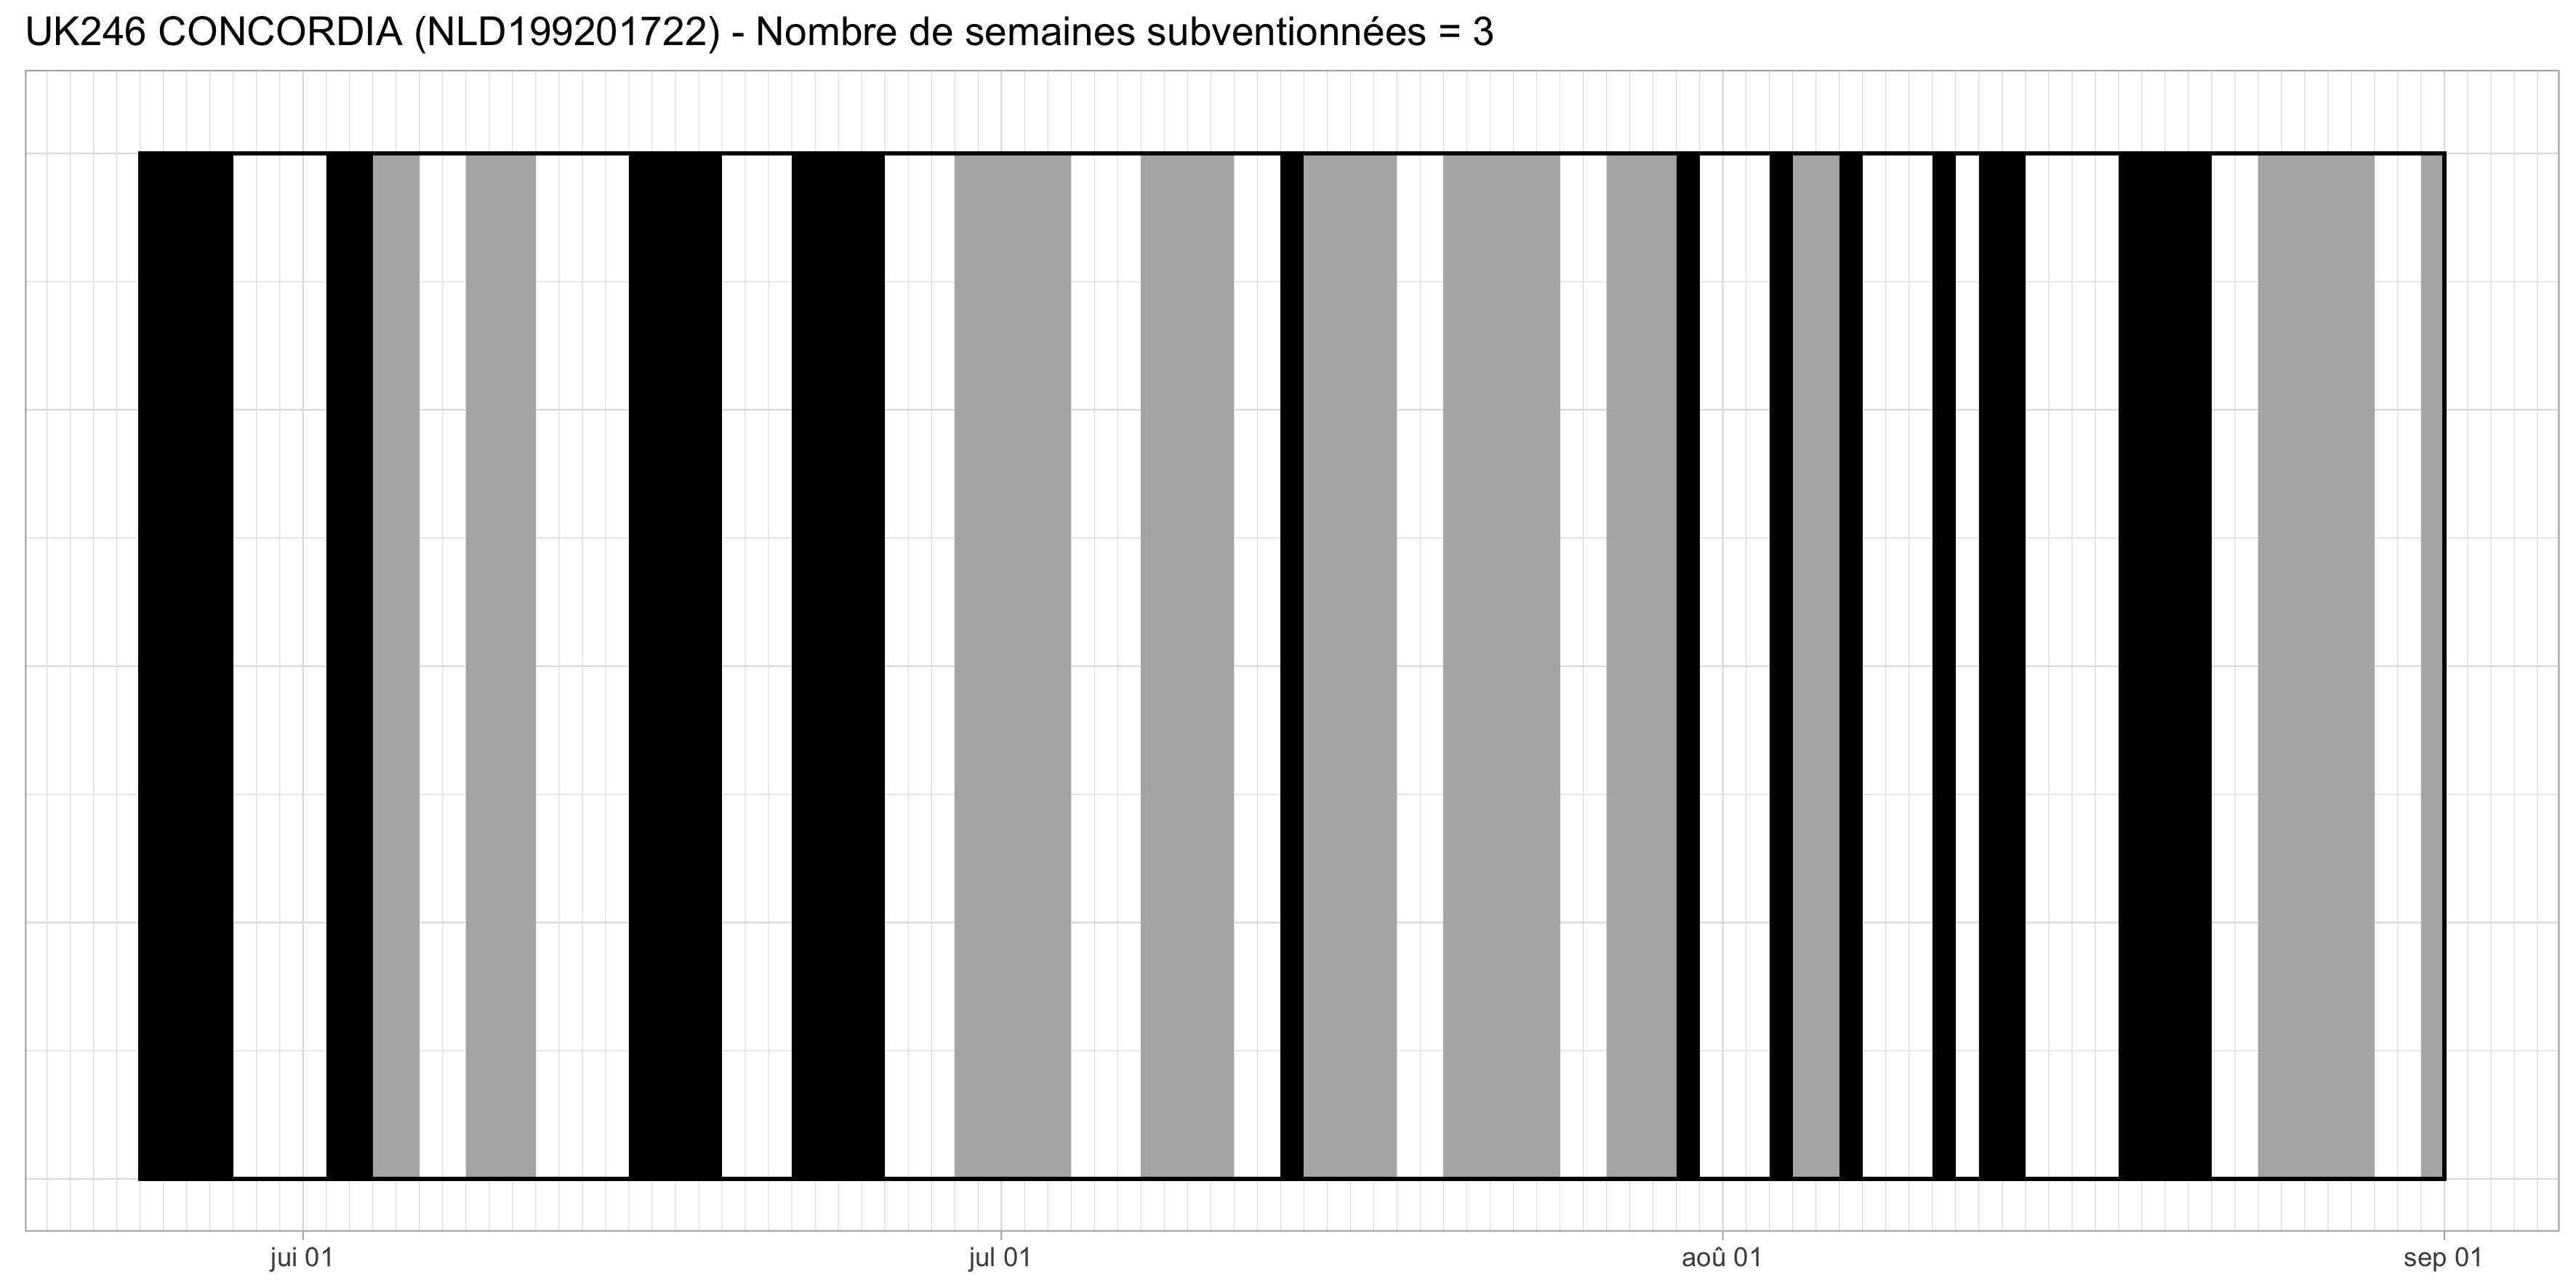 UK246 CONCORDIA (NLD199201722) - Nombre de semaines subventionnées = 3
jui 01 jul 01 aoû 01 sep 01